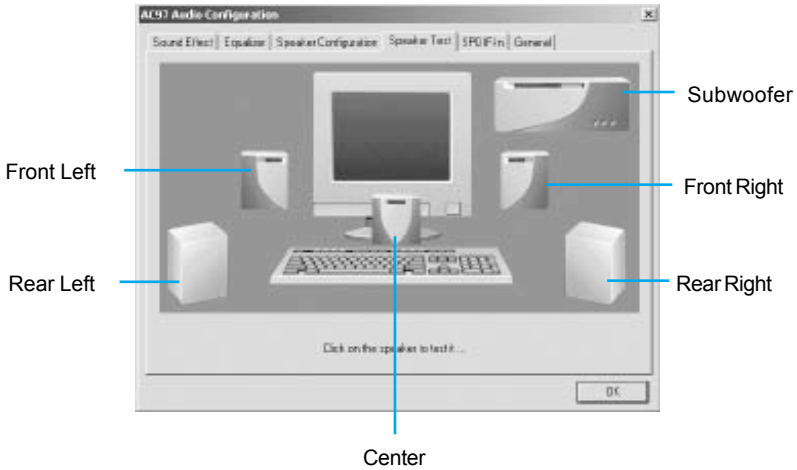 AC97 Audio Configuration
Sound Effect Equalizer Speaker Configuration Speaker Test SPDIF-In General
Subwoofer
Front Left
Front Right
Rear Left
Rear Right
Click on the speaker to test it ...
OK
Center